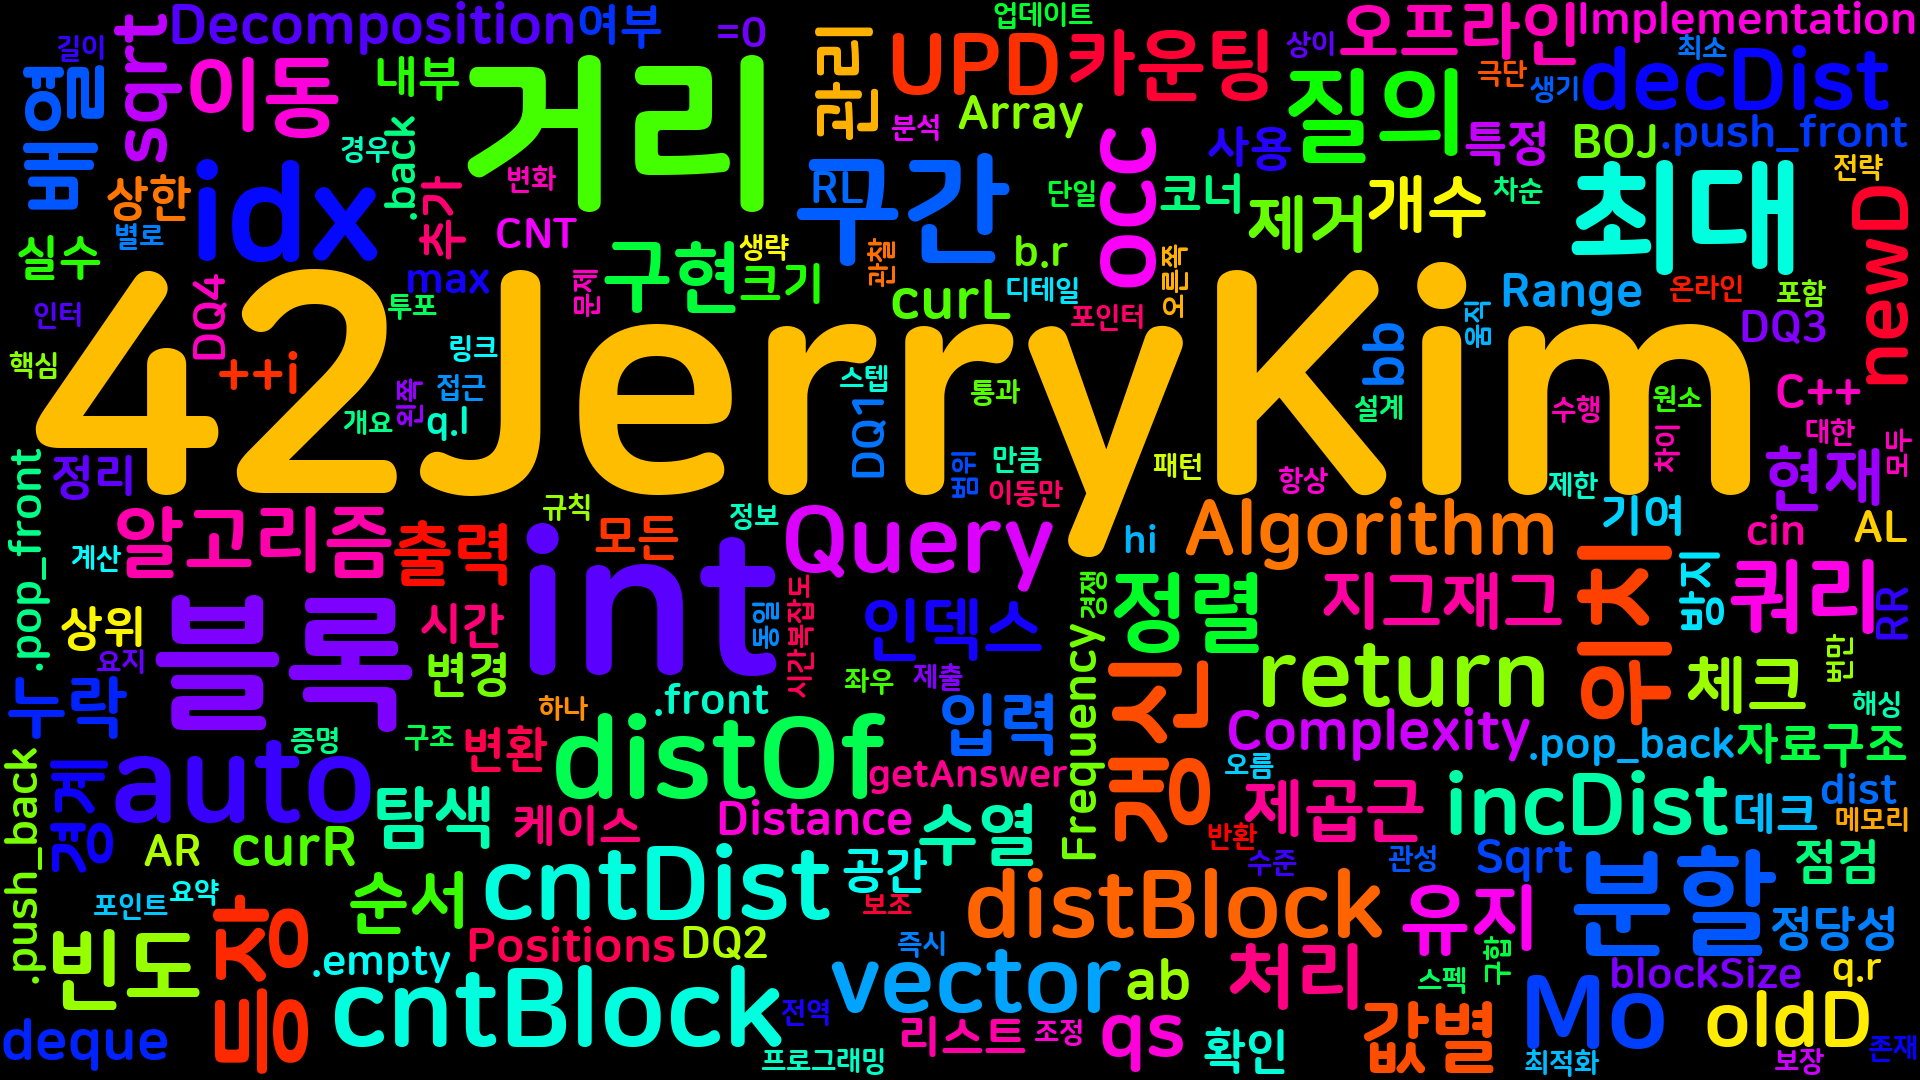 길이
Decomposition
여부
=0
업데이트
상이
오프라인
Implementation
최소
배열
sqrt
이동
내부
거리
관리
UPD
카운팅
극단
생기
decDist
질의
Array
분석
경우
.back
변화
RL
사용
특정
BOJ
.push_front
상한
idx
추가
CNT
구간
단일
occ
코너
제거
개수
차순
최대
전략
newD
별로
실수
max
생략
관찰
b.r
오른쪽
DQ4
투포
문제
구현
크기
curL
디테일
포인터
Range
온라인
포함
DQ3
움직
인터
핵심
++i
링크
42JerryKim
bb
접근
왼쪽
스텝
통과
설계
수행
원소
C++
개요
q.l
DQ1
대한
차이
모두
정리
범위
만큼
이동만
패턴
항상
제한
현재
.pop_front
규칙
정보
알고리즘
출력
모든
int
Query
hi
Algorithm
기여
cin
AL
계산
상위
블록
시간
변경
동일
시간복잡도
인덱스
경쟁
정렬
지그재그
위치
방지
쿼리
RR
요지
좌우
제출
Frequency
갱신
return
체크
번만
해싱
누락
하나
.front
입력
증명
구조
변환
distOf
getAnswer
Complexity
.pop_back
자료구조
오름
.push_back
경계
auto
탐색
케이스
Distance
수열
제곱근
incDist
데크
dist
메모리
AR
curR
반환
수준
관성
Sqrt
점검
포인트
요약
순서
cntDist
공간
보조
distBlock
유지
분할
정당성
빈도
등장
.empty
Positions
DQ2
즉시
처리
스펙
구합
blockSize
q.r
deque
cntBlock
전역
vector
ab
리스트
조정
qs
확인
값별
Mo
oldD
프로그래밍
최적화
보장
존재